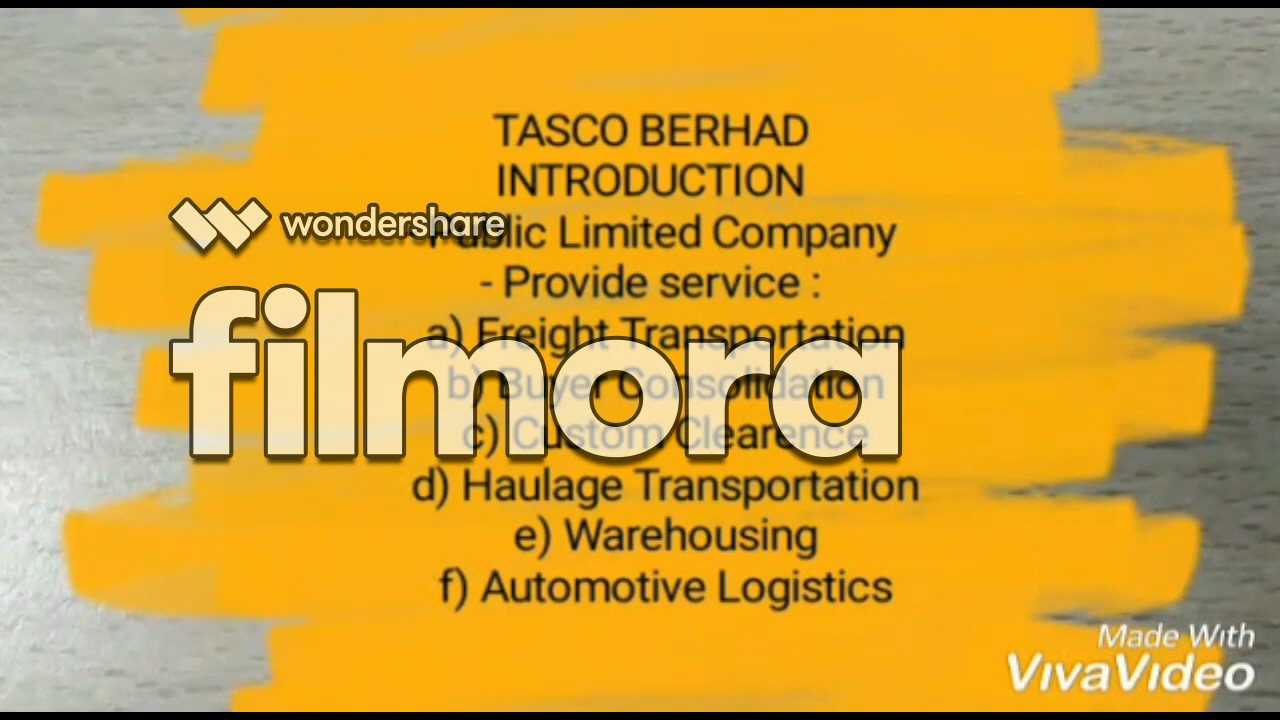 TASCO BERHAD
INTRODUCTION
wondershare
- Public Limited Company
- Provide service :
filmora
a) Freight Transportation
b) Buyer Consolidation
c) Custom Clearence
d) Haulage Transportation
e) Warehousing
f) Automotive Logistics
Made With
VivaVideo